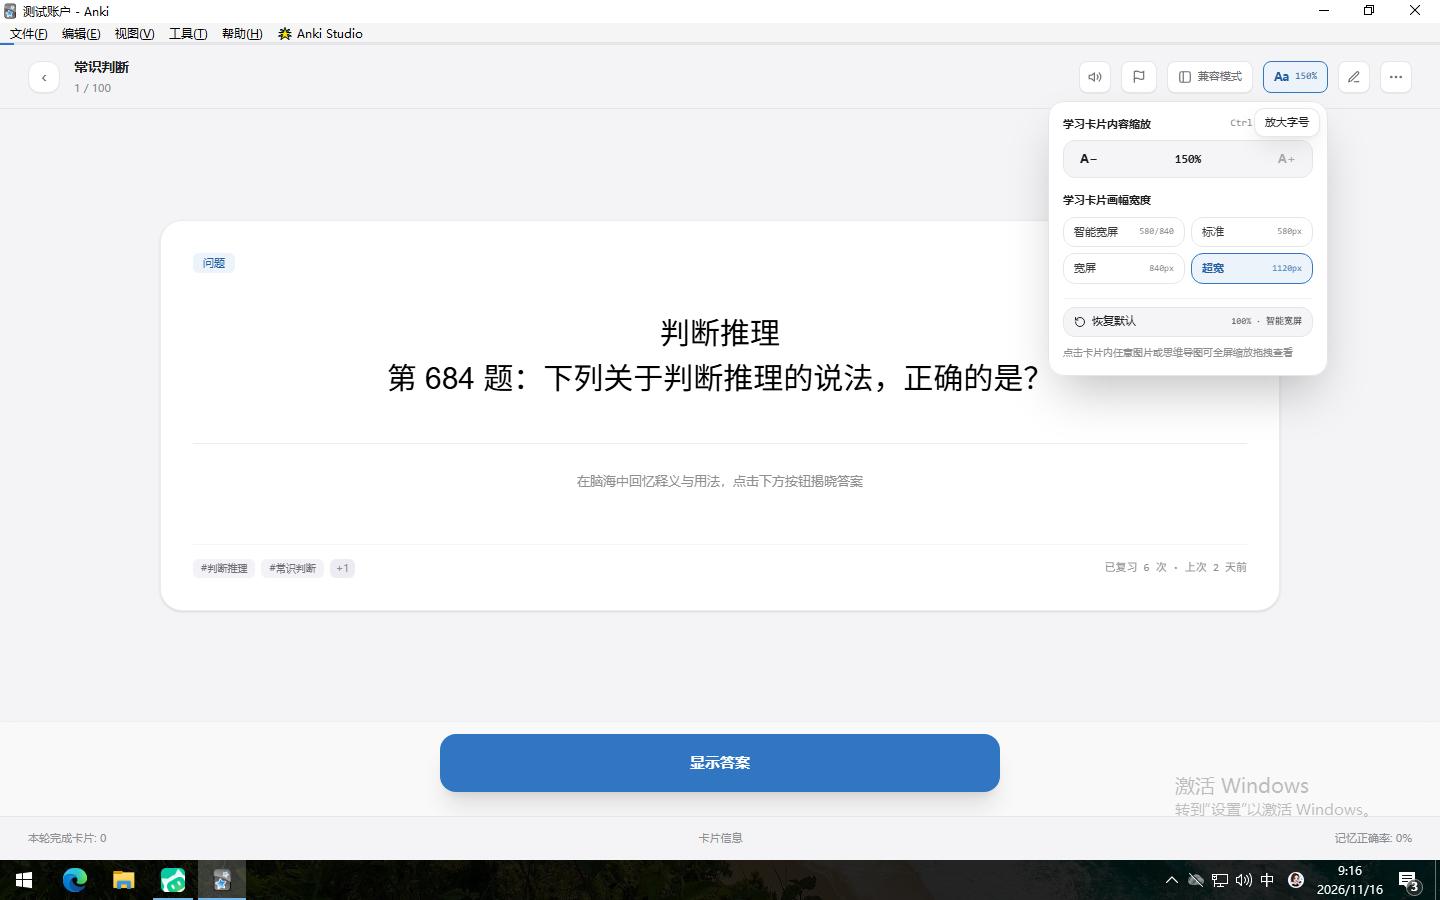 测试账户 - Anki
文件(F) 编辑(E) 视图(V) 工具(T) 帮助(H) Anki Studio
常识判断
1 / 100
兼容模式
Aa 150%
学习卡片内容缩放 Ctrl
放大字号
A− 150% A+
学习卡片画幅宽度
智能宽屏 580/840 标准 580px
宽屏 840px 超宽 1120px
恢复默认 100% · 智能宽屏
点击卡片内任意图片或思维导图可全屏缩放拖拽查看
问题
判断推理
第 684 题：下列关于判断推理的说法，正确的是？
在脑海中回忆释义与用法，点击下方按钮揭晓答案
#判断推理 #常识判断 +1
已复习 6 次 · 上次 2 天前
显示答案
激活 Windows
转到“设置”以激活 Windows。
本轮完成卡片: 0 卡片信息 记忆正确率: 0%
中
9:16
2026/11/16
3